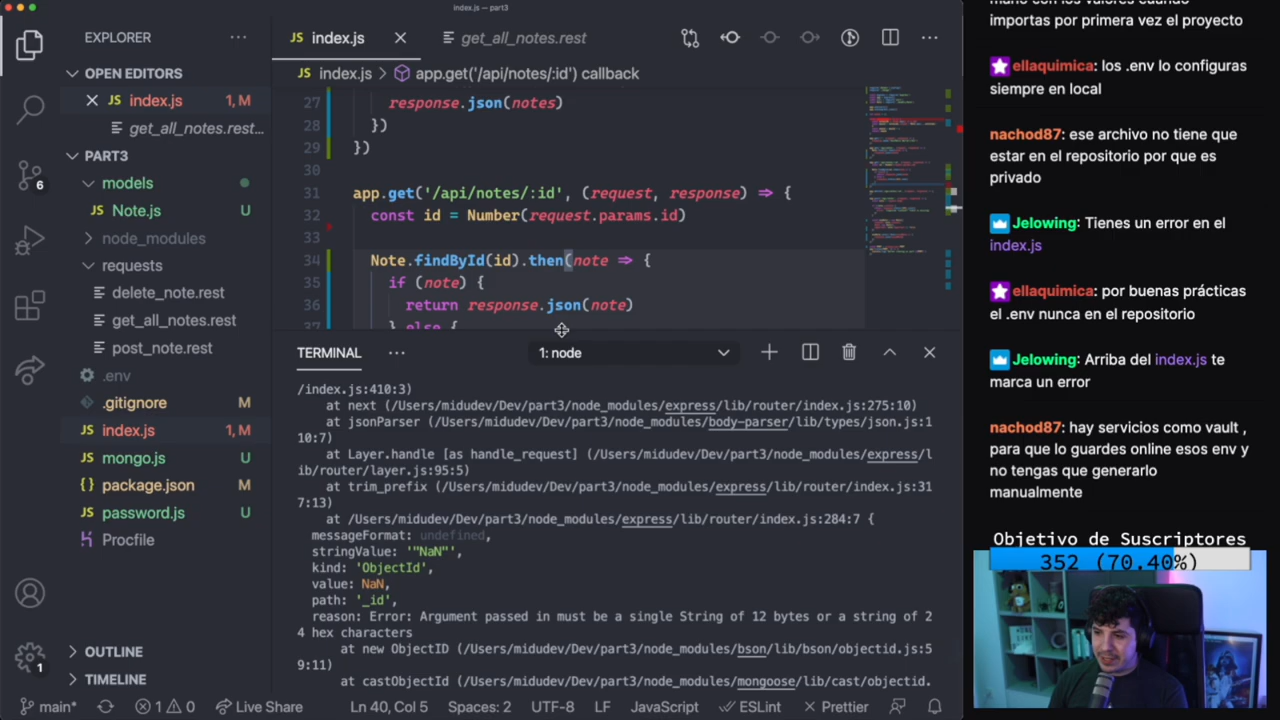 index.js — part3
EXPLORER
OPEN EDITORS
index.js 1, M
get_all_notes.rest...
PART3
models
Note.js U
node_modules
requests
delete_note.rest
get_all_notes.rest
post_note.rest
.env
.gitignore M
index.js 1, M
mongo.js U
package.json M
password.js U
Procfile
OUTLINE
TIMELINE
6
1
JS index.js
get_all_notes.rest
JS index.js > app.get('/api/notes/:id') callback
27 response.json(notes)
28 })
29 })
30
31 app.get('/api/notes/:id', (request, response) => {
32 const id = Number(request.params.id)
33
34 Note.findById(id).then(note => {
35 if (note) {
36 return response.json(note)
37 } else {
TERMINAL ... 1: node
/index.js:410:3)
at next (/Users/midudev/Dev/part3/node_modules/express/lib/router/index.js:275:10)
at jsonParser (/Users/midudev/Dev/part3/node_modules/body-parser/lib/types/json.js:1
10:7)
at Layer.handle [as handle_request] (/Users/midudev/Dev/part3/node_modules/express/l
ib/router/layer.js:95:5)
at trim_prefix (/Users/midudev/Dev/part3/node_modules/express/lib/router/index.js:31
7:13)
at /Users/midudev/Dev/part3/node_modules/express/lib/router/index.js:284:7 {
messageFormat: undefined,
stringValue: '"NaN"',
kind: 'ObjectId',
value: NaN,
path: '_id',
reason: Error: Argument passed in must be a single String of 12 bytes or a string of 2
4 hex characters
at new ObjectID (/Users/midudev/Dev/part3/node_modules/bson/lib/bson/objectid.js:5
9:11)
at castObjectId (/Users/midudev/Dev/part3/node_modules/mongoose/lib/cast/objectid.
main* 1 0 Live Share Ln 40, Col 5 Spaces: 2 UTF-8 LF JavaScript ESLint Prettier
mano con los valores cuando
importas por primera vez el proyecto
ellaquimica: los .env lo configuras
siempre en local
nachod87: ese archivo no tiene que
estar en el repositorio por que es
privado
Jelowing: Tienes un error en el
index.js
ellaquimica: por buenas prácticas
el .env nunca en el repositorio
Jelowing: Arriba del index.js te
marca un error
nachod87: hay servicios como vault ,
para que lo guardes online esos env y
no tengas que generarlo
manualmente
Objetivo de Suscriptores
352 (70.40%)